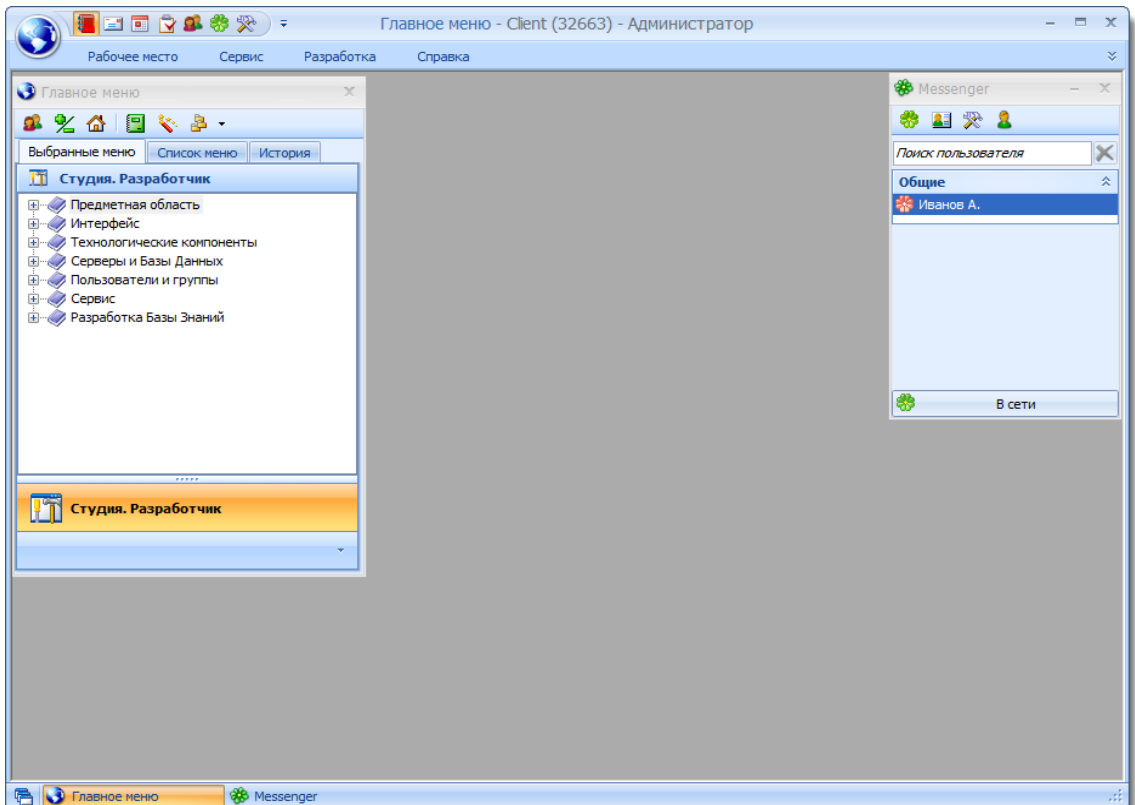 Главное меню - Client (32663) - Администратор
Рабочее место Сервис Разработка Справка
Главное меню
Выбранные меню Список меню История
Студия. Разработчик
Предметная область
Интерфейс
Технологические компоненты
Серверы и Базы Данных
Пользователи и группы
Сервис
Разработка Базы Знаний
Студия. Разработчик
Messenger
Поиск пользователя
Общие
Иванов А.
В сети
Главное меню Messenger